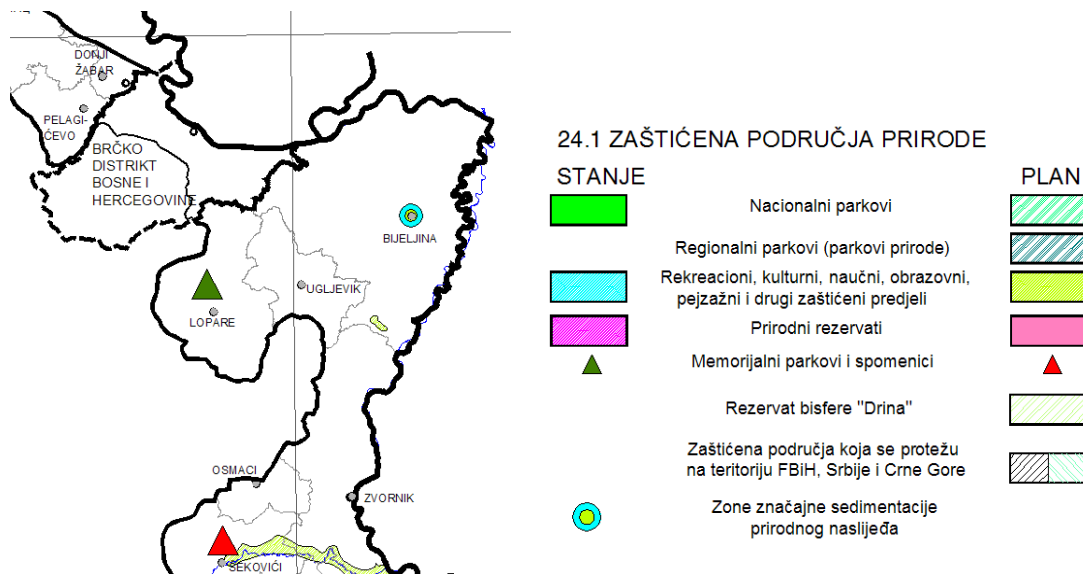 DONJI
ŽABAR
PELAGI-
ĆEVO
BRČKO
DISTRIKT
BOSNE I
HERCEGOVINE
BIJELJINA
UGLJEVIK
LOPARE
OSMACI
ZVORNIK
ŠEKOVIĆI
24.1 ZAŠTIĆENA PODRUČJA PRIRODE
STANJE
PLAN
Nacionalni parkovi
Regionalni parkovi (parkovi prirode)
Rekreacioni, kulturni, naučni, obrazovni,
pejzažni i drugi zaštićeni predjeli
Prirodni rezervati
Memorijalni parkovi i spomenici
Rezervat bisfere "Drina"
Zaštićena područja koja se protežu
na teritoriju FBiH, Srbije i Crne Gore
Zone značajne sedimentacije
prirodnog naslijeđa